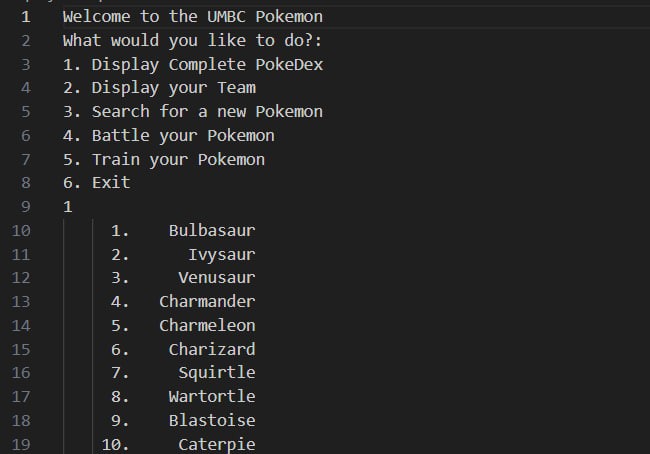 1 Welcome to the UMBC Pokemon
2 What would you like to do?:
3 1. Display Complete PokeDex
4 2. Display your Team
5 3. Search for a new Pokemon
6 4. Battle your Pokemon
7 5. Train your Pokemon
8 6. Exit
9 1
10 1. Bulbasaur
11 2. Ivysaur
12 3. Venusaur
13 4. Charmander
14 5. Charmeleon
15 6. Charizard
16 7. Squirtle
17 8. Wartortle
18 9. Blastoise
19 10. Caterpie